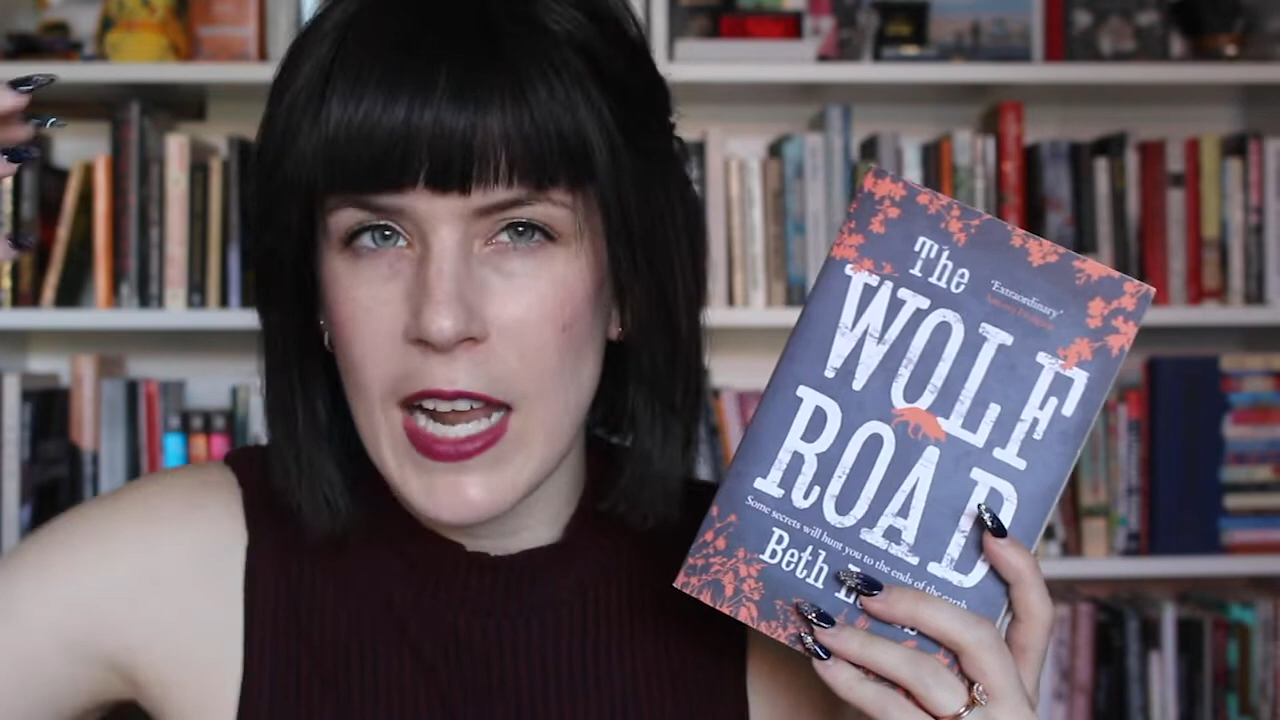 The
'Extraordinary'
WOLF
ROAD
Some secrets will hunt you to the ends of the earth
Beth